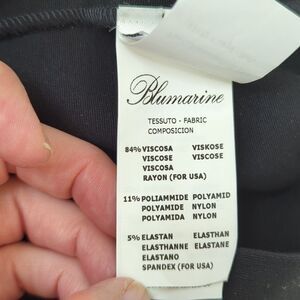 Blumarine
TESSUTO - FABRIC
COMPOSICION
84% VISCOSA VISKOSE
VISCOSE VISCOSE
VISCOSA
RAYON (FOR USA)
11% POLIAMMIDE POLYAMID
POLYAMIDE NYLON
POLYAMIDA NYLON
5% ELASTAN ELASTHAN
ELASTHANNE ELASTANE
ELASTANO
SPANDEX (FOR USA)